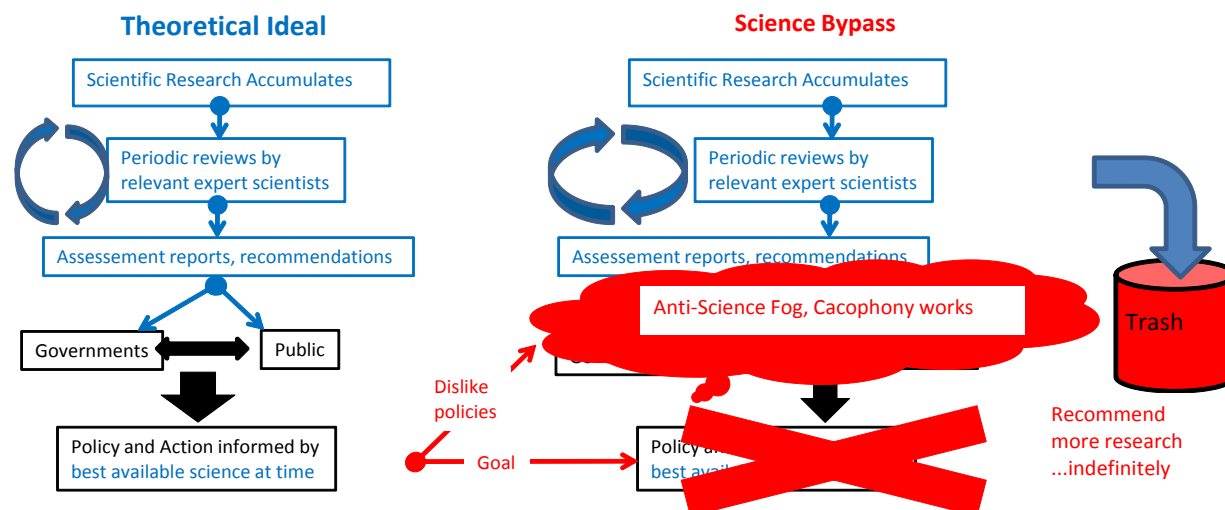 Theoretical Ideal
Scientific Research Accumulates
Periodic reviews by
relevant expert scientists
Assessement reports, recommendations
Governments
Public
Policy and Action informed by
best available science at time
Science Bypass
Scientific Research Accumulates
Periodic reviews by
relevant expert scientists
Assessement reports, recommendations
Anti-Science Fog, Cacophony works
Dislike
policies
Goal
Policy
best
Trash
Recommend
more research
...indefinitely